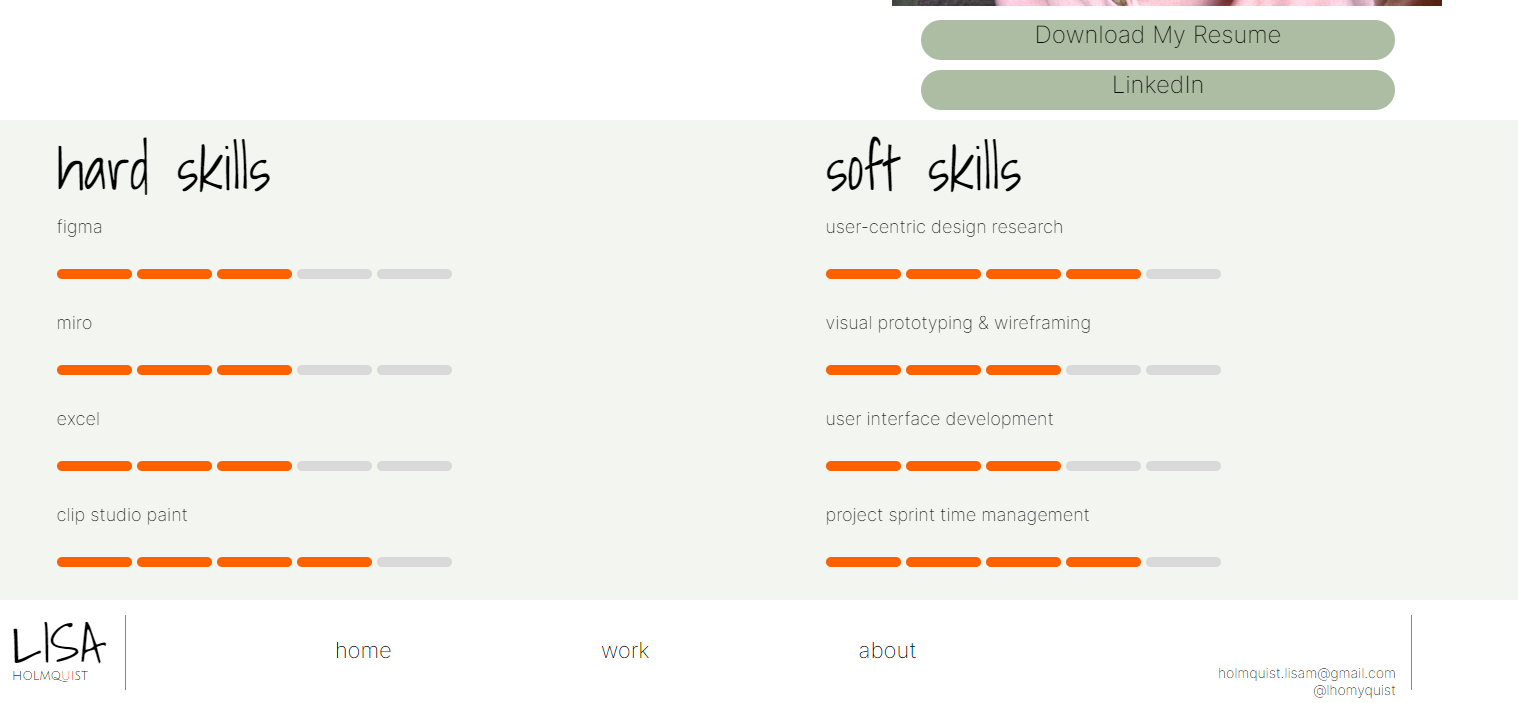 Download My Resume
LinkedIn
hard skills
figma
miro
excel
clip studio paint
soft skills
user-centric design research
visual prototyping & wireframing
user interface development
project sprint time management
LISA
HOLMQUIST
home
work
about
holmquist.lisam@gmail.com
@lhomyquist